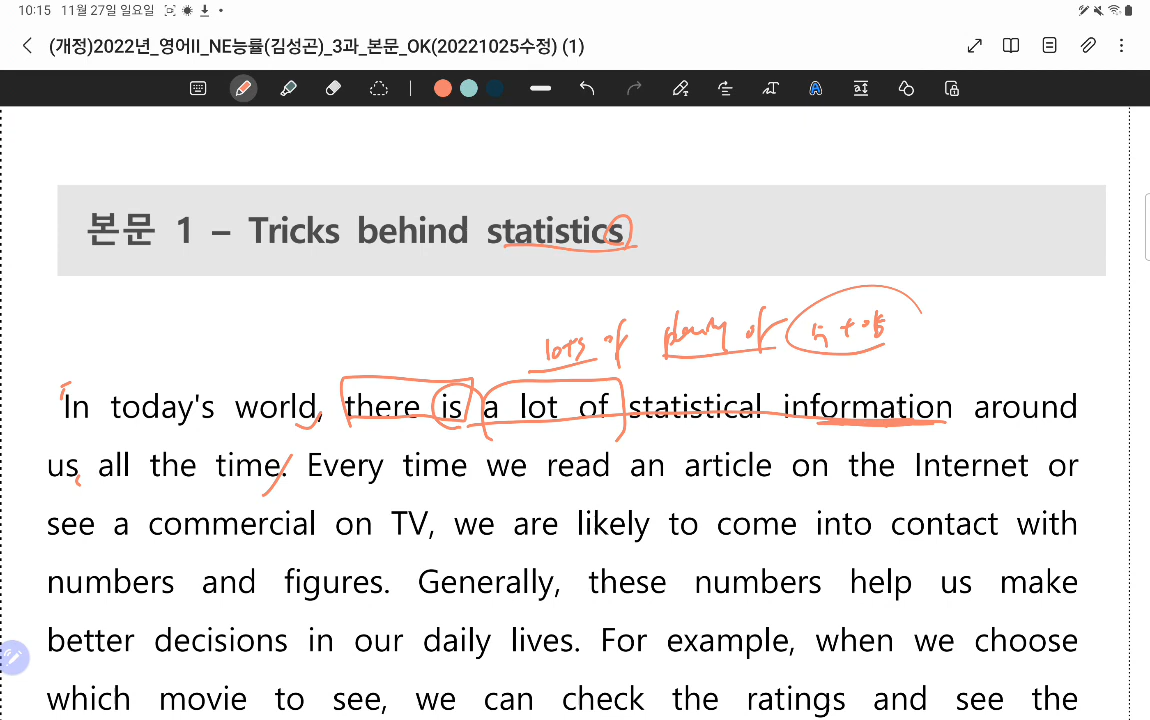 10:15 11월 27일 일요일
(개정)2022년_영어II_NE능률(김성곤)_3과_본문_OK(20221025수정) (1)
본문 1 – Tricks behind statistics
lots of plenty of
In today's world, there is a lot of statistical information around
us all the time. Every time we read an article on the Internet or
see a commercial on TV, we are likely to come into contact with
numbers and figures. Generally, these numbers help us make
better decisions in our daily lives. For example, when we choose
which movie to see, we can check the ratings and see the